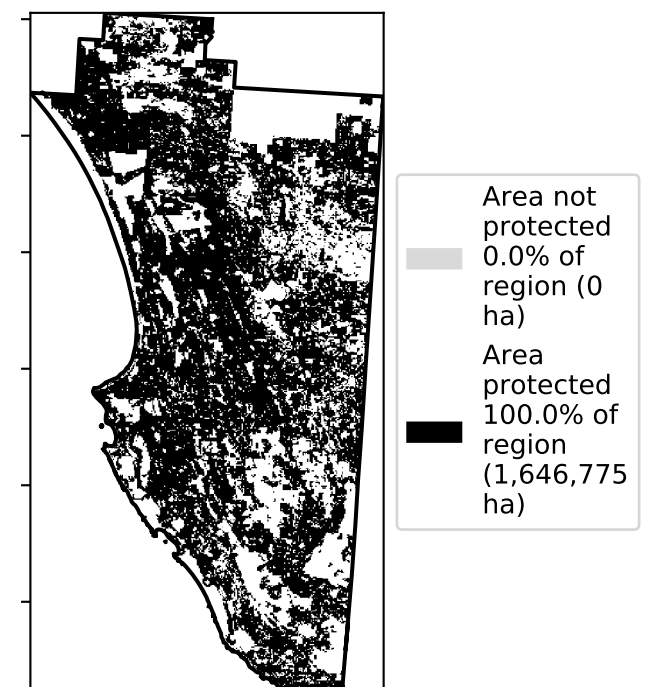 Area not
protected
0.0% of
region (0
ha)
Area
protected
100.0% of
region
(1,646,775
ha)